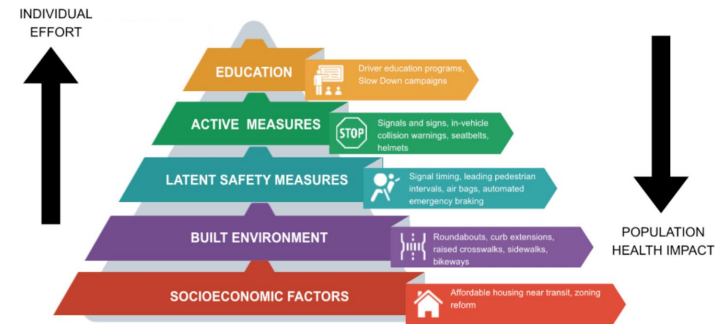 INDIVIDUAL
EFFORT
EDUCATION
Driver education programs,
Slow Down campaigns
ACTIVE MEASURES
STOP
Signals and signs, in-vehicle
collision warnings, seatbelts,
helmets
LATENT SAFETY MEASURES
Signal timing, leading pedestrian
intervals, air bags, automated
emergency braking
BUILT ENVIRONMENT
Roundabouts, curb extensions,
raised crosswalks, sidewalks,
bikeways
SOCIOECONOMIC FACTORS
Affordable housing near transit, zoning
reform
POPULATION
HEALTH IMPACT